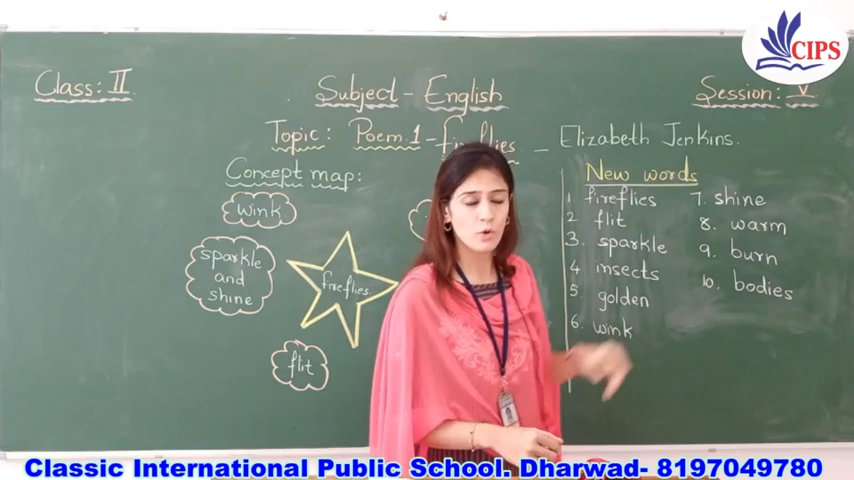 CIPS
Class: II
Subject - English
Session: V
Topic: Poem.1 - fireflies. _ Elizabeth Jenkins.
Concept map:
wink
sparkle
and
shine
fireflies.
flit
New words
1. fireflies
2 flit
3. sparkle
4 insects
5. golden
6. wink
7. shine
8. warm
9. burn
10. bodies
Classic International Public School. Dharwad- 8197049780